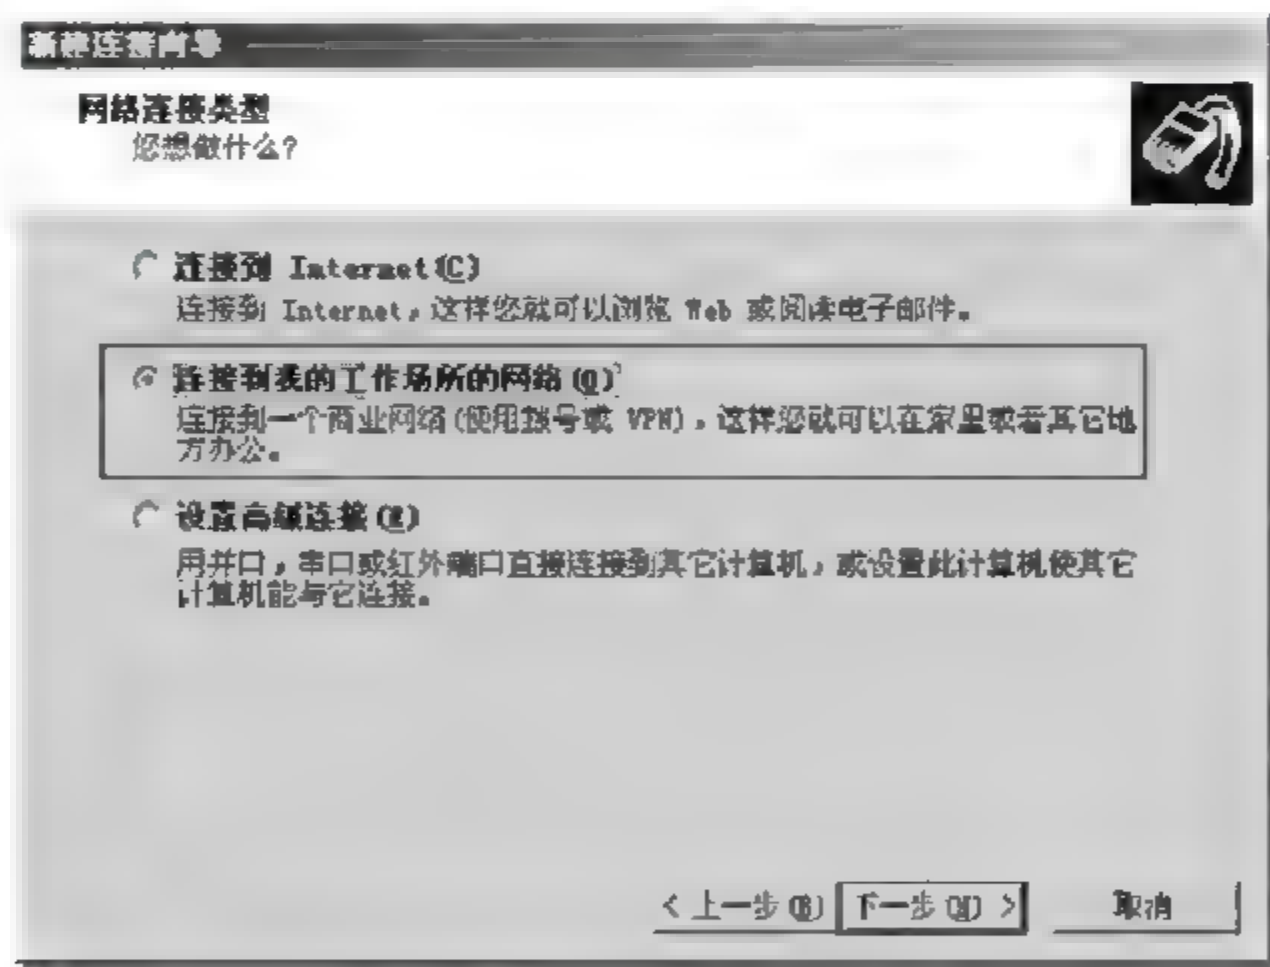 新建连接向导
网络连接类型
您想做什么?
连接到 Internet(C)
连接到 Internet，这样您就可以浏览 Web 或阅读电子邮件。
连接到我的工作场所的网络(O)
连接到一个商业网络(使用拨号或 VPN)，这样您就可以在家里或者其它地
方办公。
设置高级连接(E)
用并口，串口或红外端口直接连接到其它计算机，或设置此计算机使其它
计算机能与它连接。
< 上一步(B) 下一步(N) > 取消